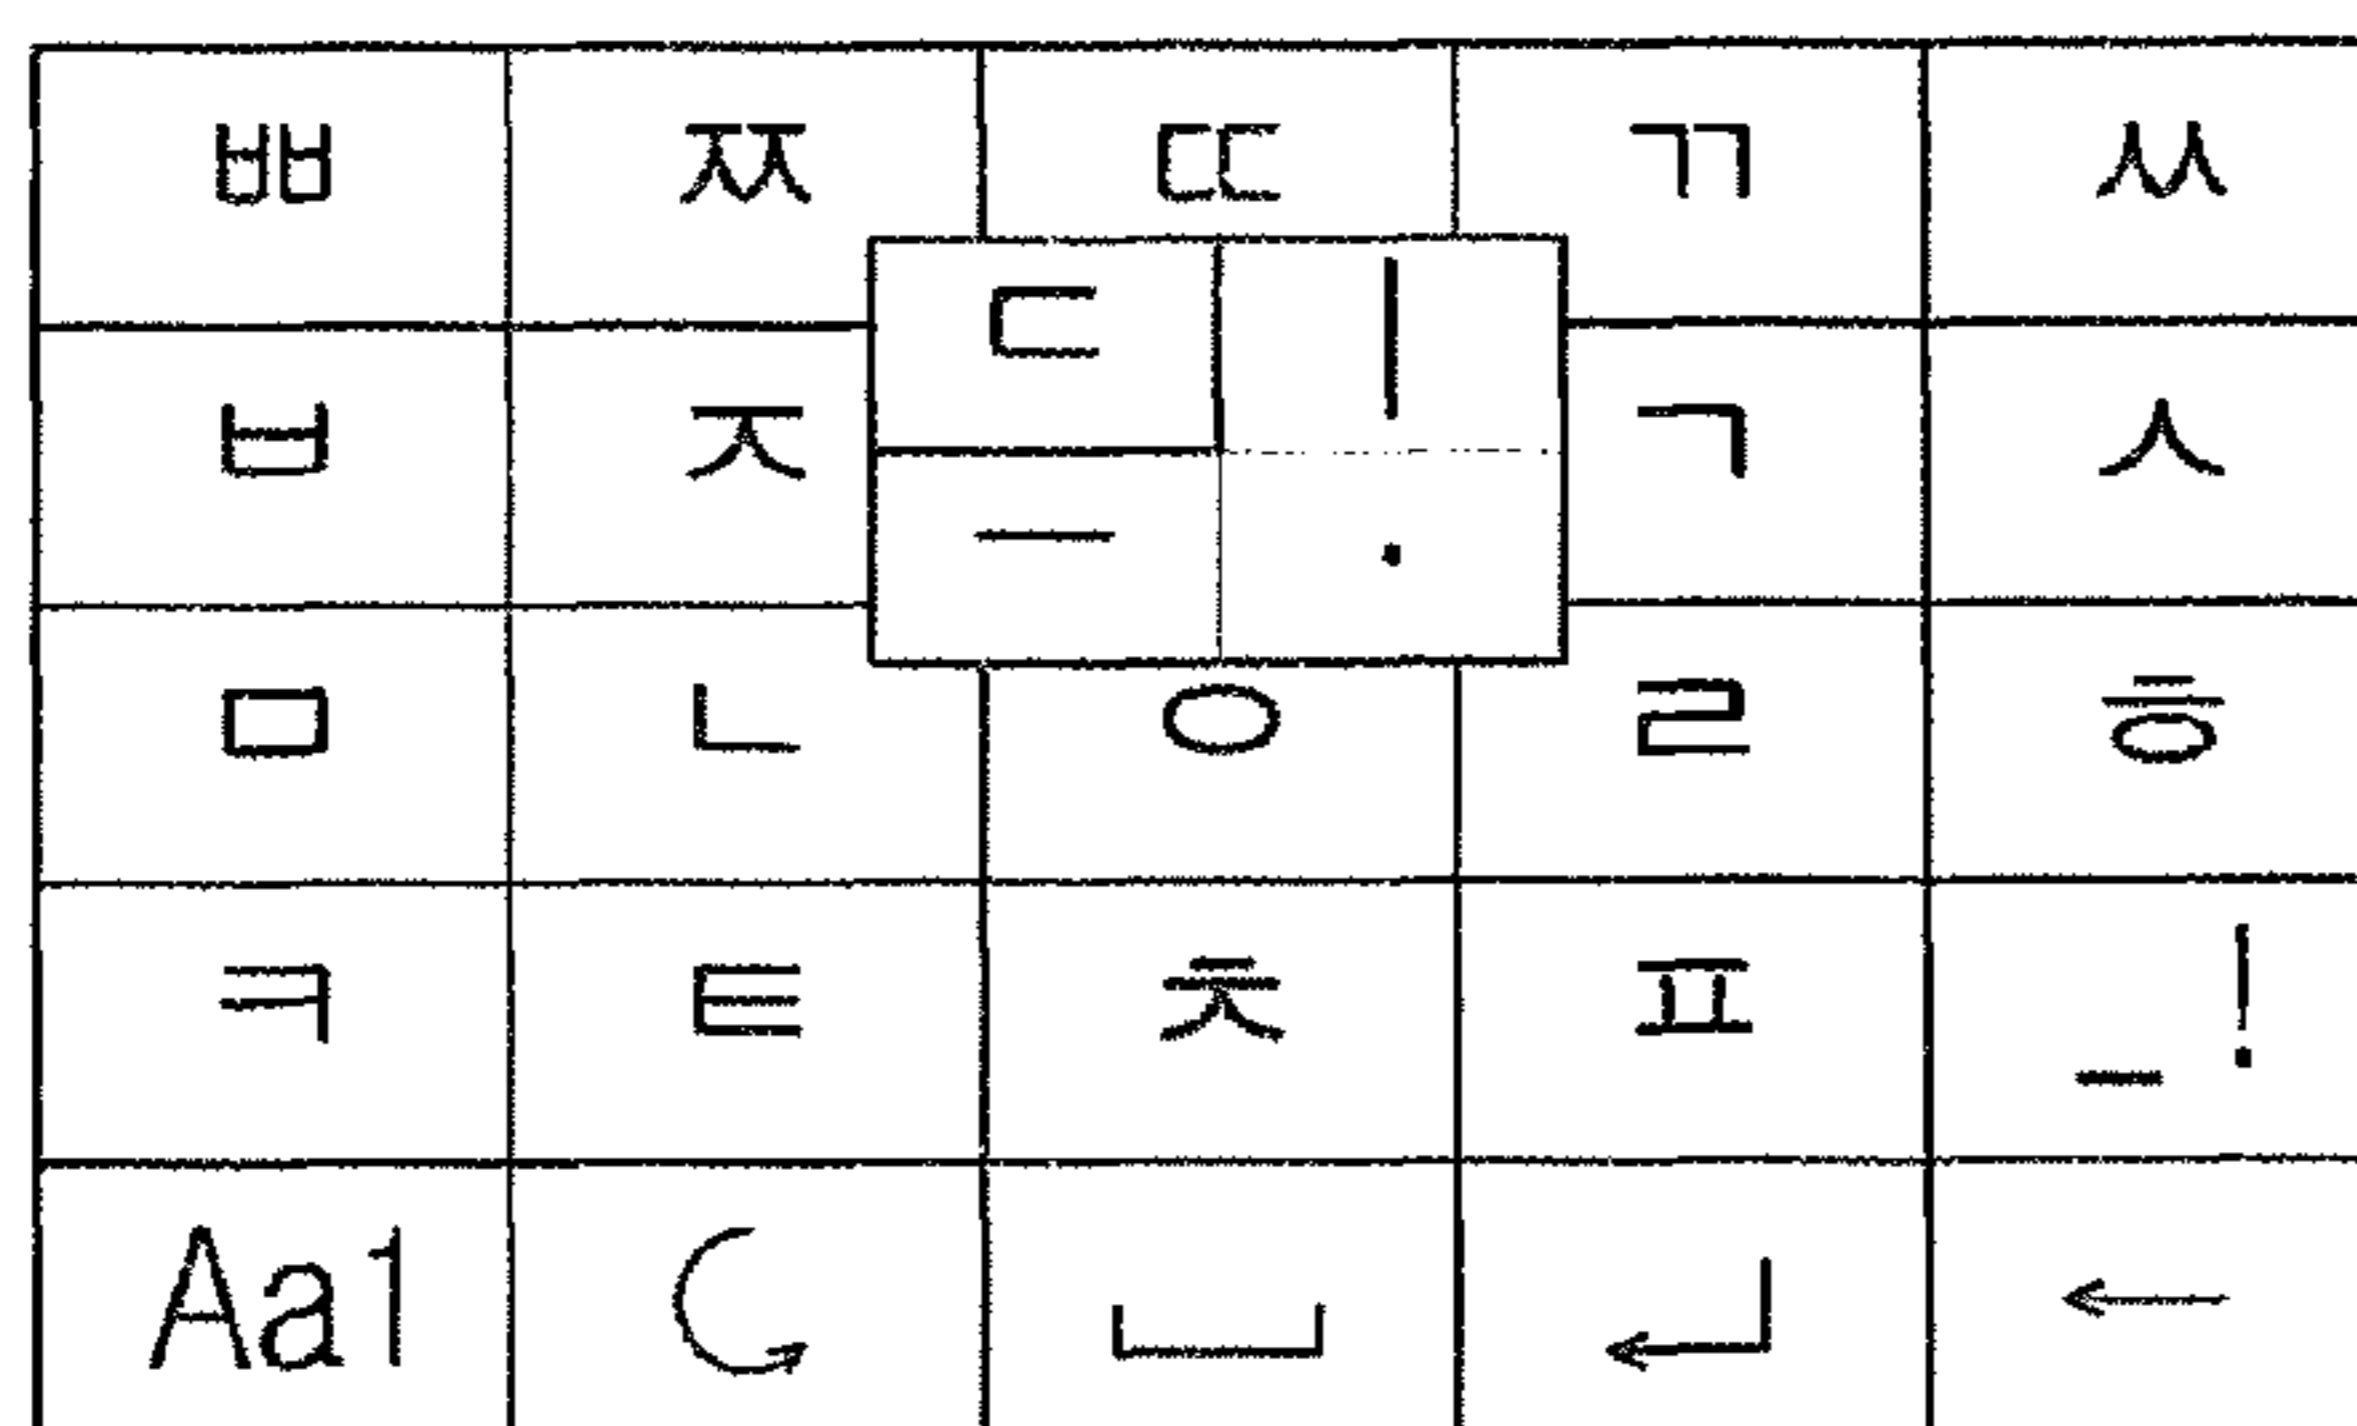 ㅃ ㅉ ㄸ ㄲ ㅆ
ㄷ ㅣ
ㅂ ㅈ ㄱ ㅅ
ㅡ ·
ㅁ ㄴ ㅇ ㄹ ㅎ
ㅋ ㅌ ㅊ ㅍ _ !
Aa1